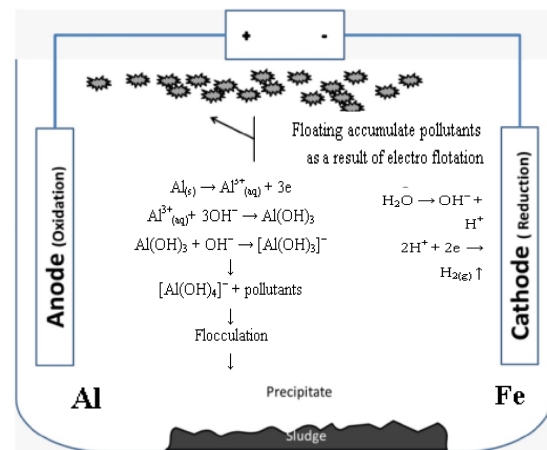 + -
Floating accumulate pollutants
as a result of electro flotation
Anode (Oxidation)
Al₍s₎ → Al³⁺₍aq₎ + 3e
Al³⁺₍aq₎ + 3OH⁻ → Al(OH)₃
Al(OH)₃ + OH⁻ → [Al(OH)₃]⁻
↓
[Al(OH)₄]⁻ + pollutants
↓
Flocculation
↓
-
H₂O → OH⁻ +
H⁺
2H⁺ + 2e →
H₂₍g₎ ↑
Cathode ( Reduction)
Al
Precipitate
Fe
Sludge